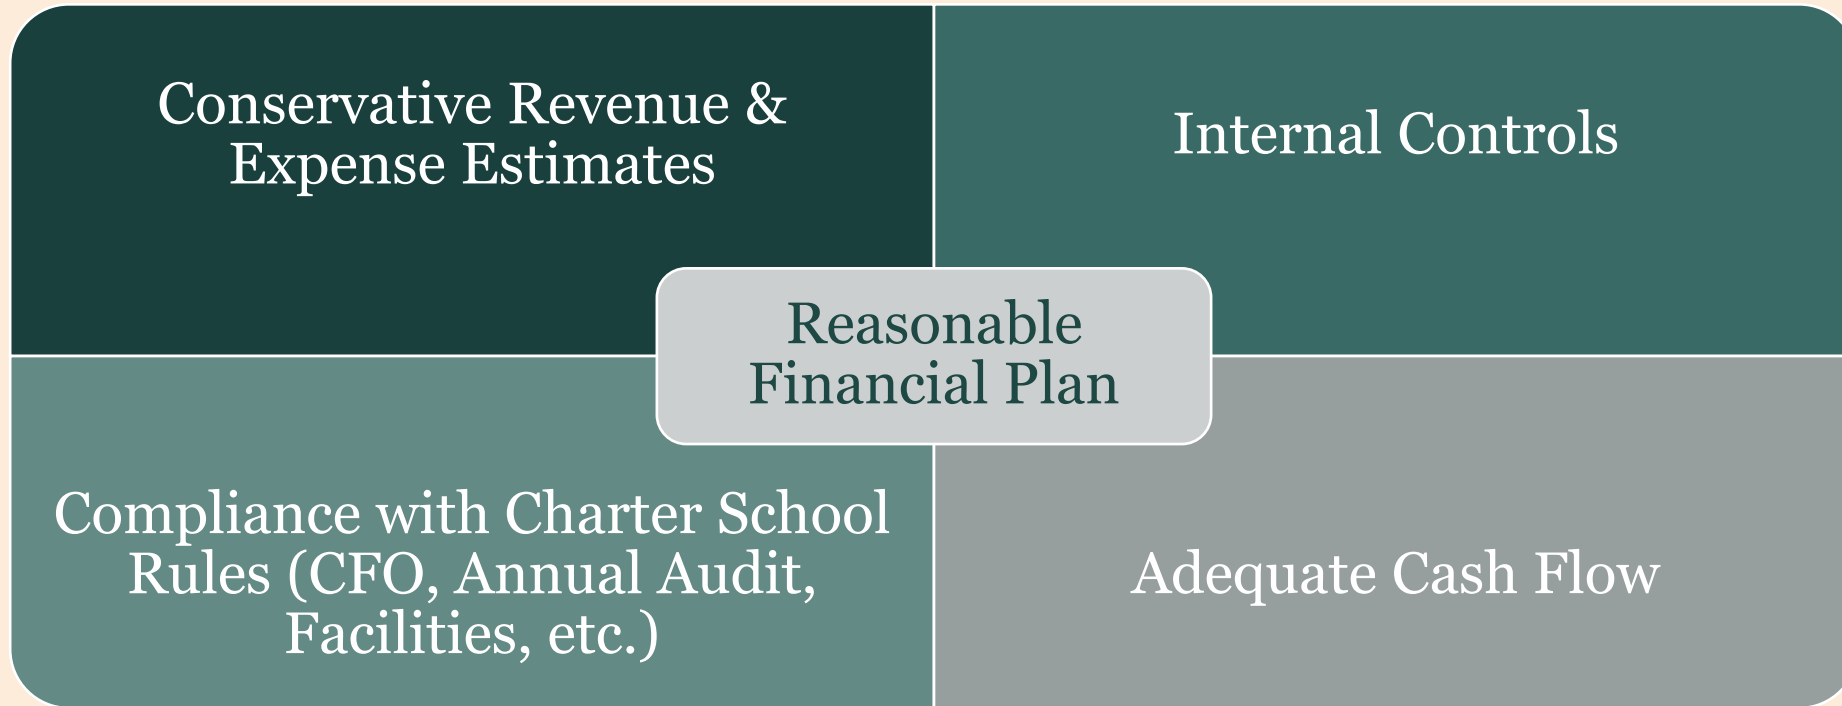 Conservative Revenue &
Expense Estimates
Internal Controls
Reasonable
Financial Plan
Compliance with Charter School
Rules (CFO, Annual Audit,
Facilities, etc.)
Adequate Cash Flow